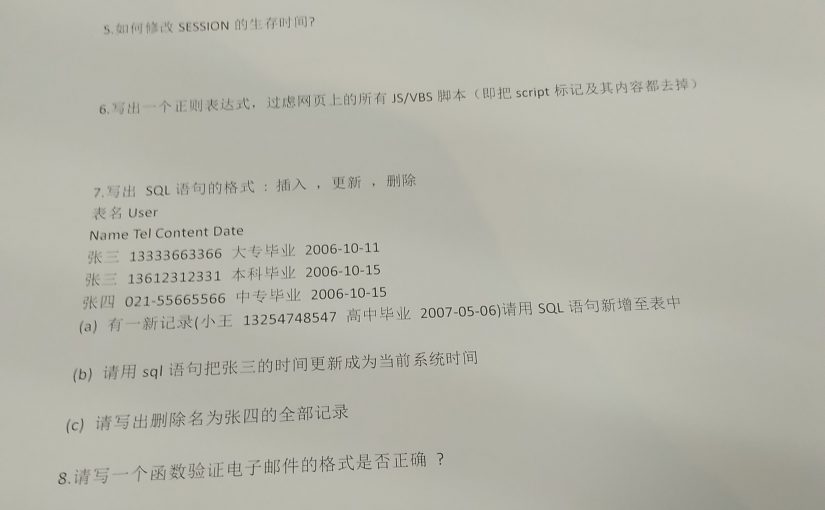 5.如何修改 SESSION 的生存时间?
6.写出一个正则表达式，过虑网页上的所有 JS/VBS 脚本（即把 script 标记及其内容都去掉）
7.写出 SQL 语句的格式 : 插入 ，更新 ，删除
表名 User
Name Tel Content Date
张三 13333663366 大专毕业 2006-10-11
张三 13612312331 本科毕业 2006-10-15
张四 021-55665566 中专毕业 2006-10-15
(a) 有一新记录(小王 13254748547 高中毕业 2007-05-06)请用 SQL 语句新增至表中
(b) 请用 sql 语句把张三的时间更新成为当前系统时间
(c) 请写出删除名为张四的全部记录
8.请写一个函数验证电子邮件的格式是否正确 ？